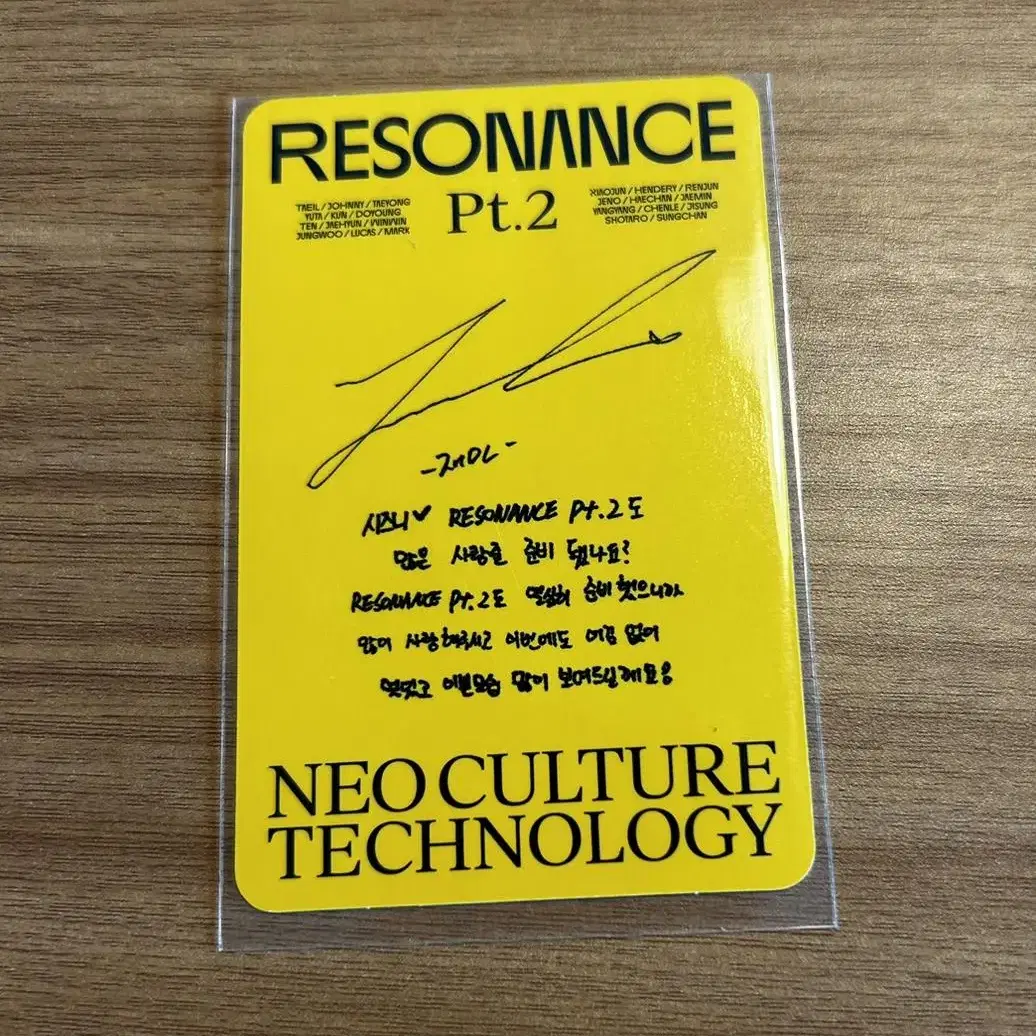 RESONANCE
Pt.2
TAEIL / JOHNNY / TAEYONG
YUTA / KUN / DOYOUNG
TEN / JAEHYUN / WINWIN
JUNGWOO / LUCAS / MARK
XIAOJUN / HENDERY / RENJUN
JENO / HAECHAN / JAEMIN
YANGYANG / CHENLE / JISUNG
SHOTARO / SUNGCHAN
-재민-
시즈니♥ RESONANCE Pt.2도
많은 사랑줄 준비 됐나요?
RESONANCE Pt.2도 열심히 준비했으니까
많이 사랑해주시고 이번에도 어김 없이
멋있고 이쁜모습 많이 보여드릴게요!
NEO CULTURE
TECHNOLOGY